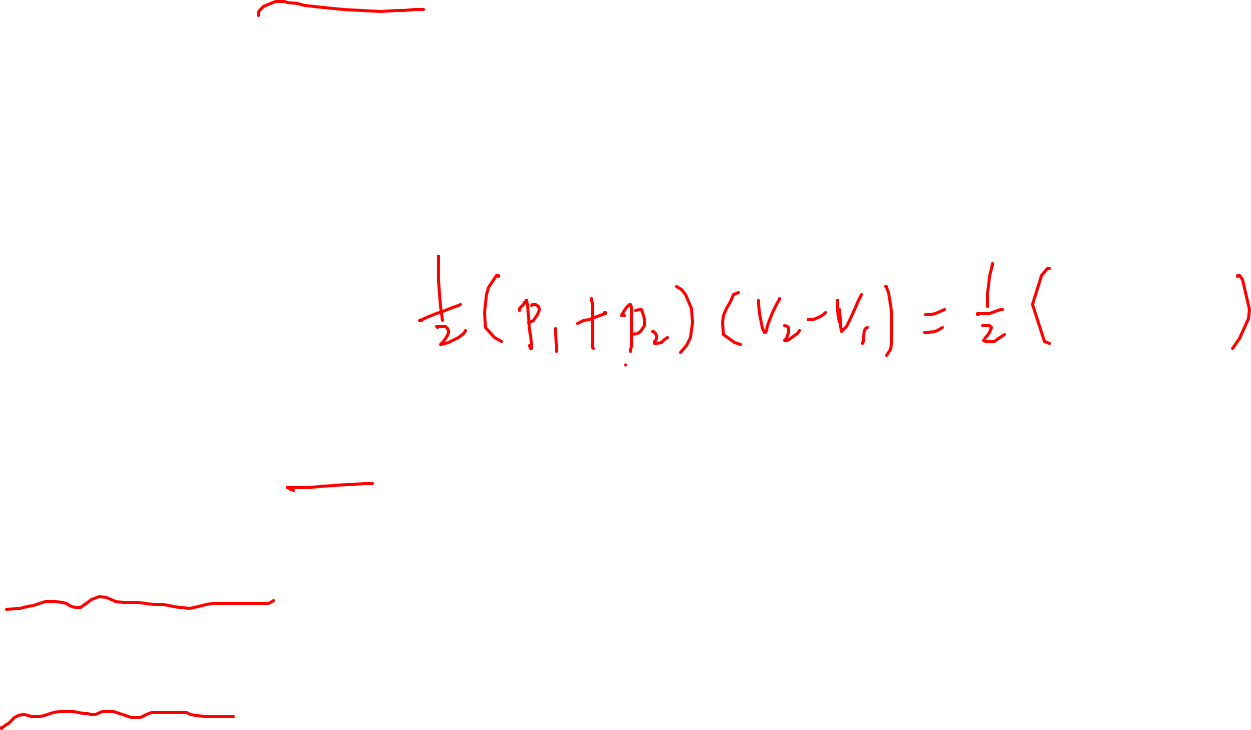 ½(p₁+p₂)(V₂-V₁)=½(    )